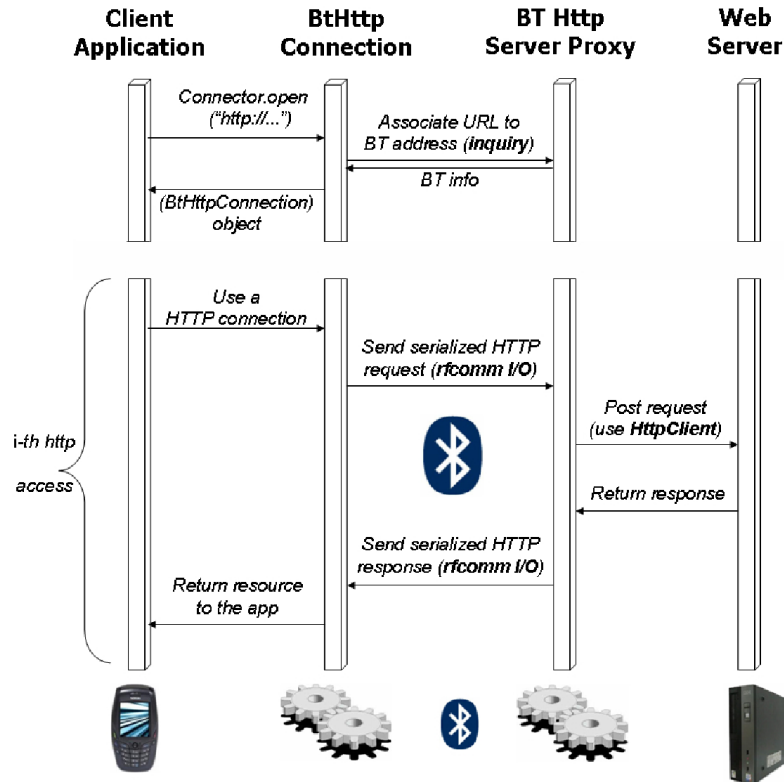 Client
Application
BtHttp
Connection
BT Http
Server Proxy
Web
Server
Connector.open
("http://...")
Associate URL to
BT address (inquiry)
BT info
(BtHttpConnection)
object
Use a
HTTP connection
Send serialized HTTP
request (rfcomm I/O)
Post request
(use HttpClient)
i-th http
access
Return response
Send serialized HTTP
response (rfcomm I/O)
Return resource
to the app